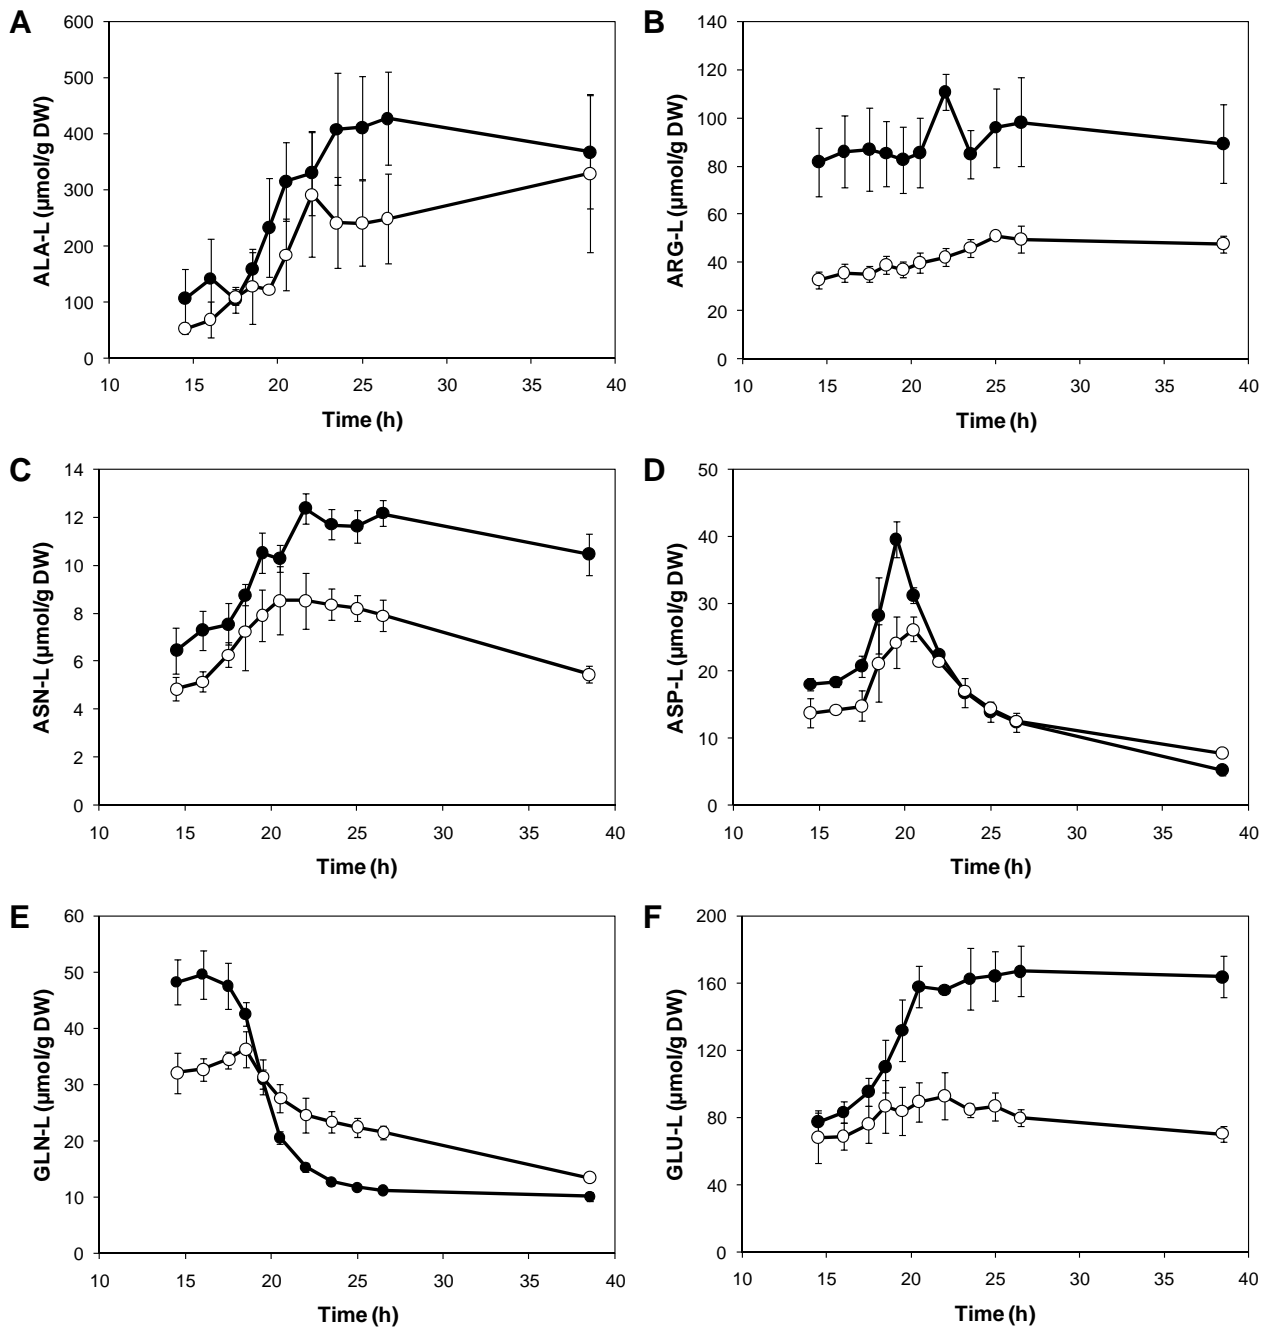 A
600
500
400
300
200
100
0
ALA-L (µmol/g DW)
10 15 20 25 30 35 40
Time (h)
B
140
120
100
80
60
40
20
0
ARG-L (µmol/g DW)
10 15 20 25 30 35 40
Time (h)
C
14
12
10
8
6
4
2
0
ASN-L (µmol/g DW)
10 15 20 25 30 35 40
Time (h)
D
50
40
30
20
10
0
ASP-L (µmol/g DW)
10 15 20 25 30 35 40
Time (h)
E
60
50
40
30
20
10
0
GLN-L (µmol/g DW)
10 15 20 25 30 35 40
Time (h)
F
200
160
120
80
40
0
GLU-L (µmol/g DW)
10 15 20 25 30 35 40
Time (h)